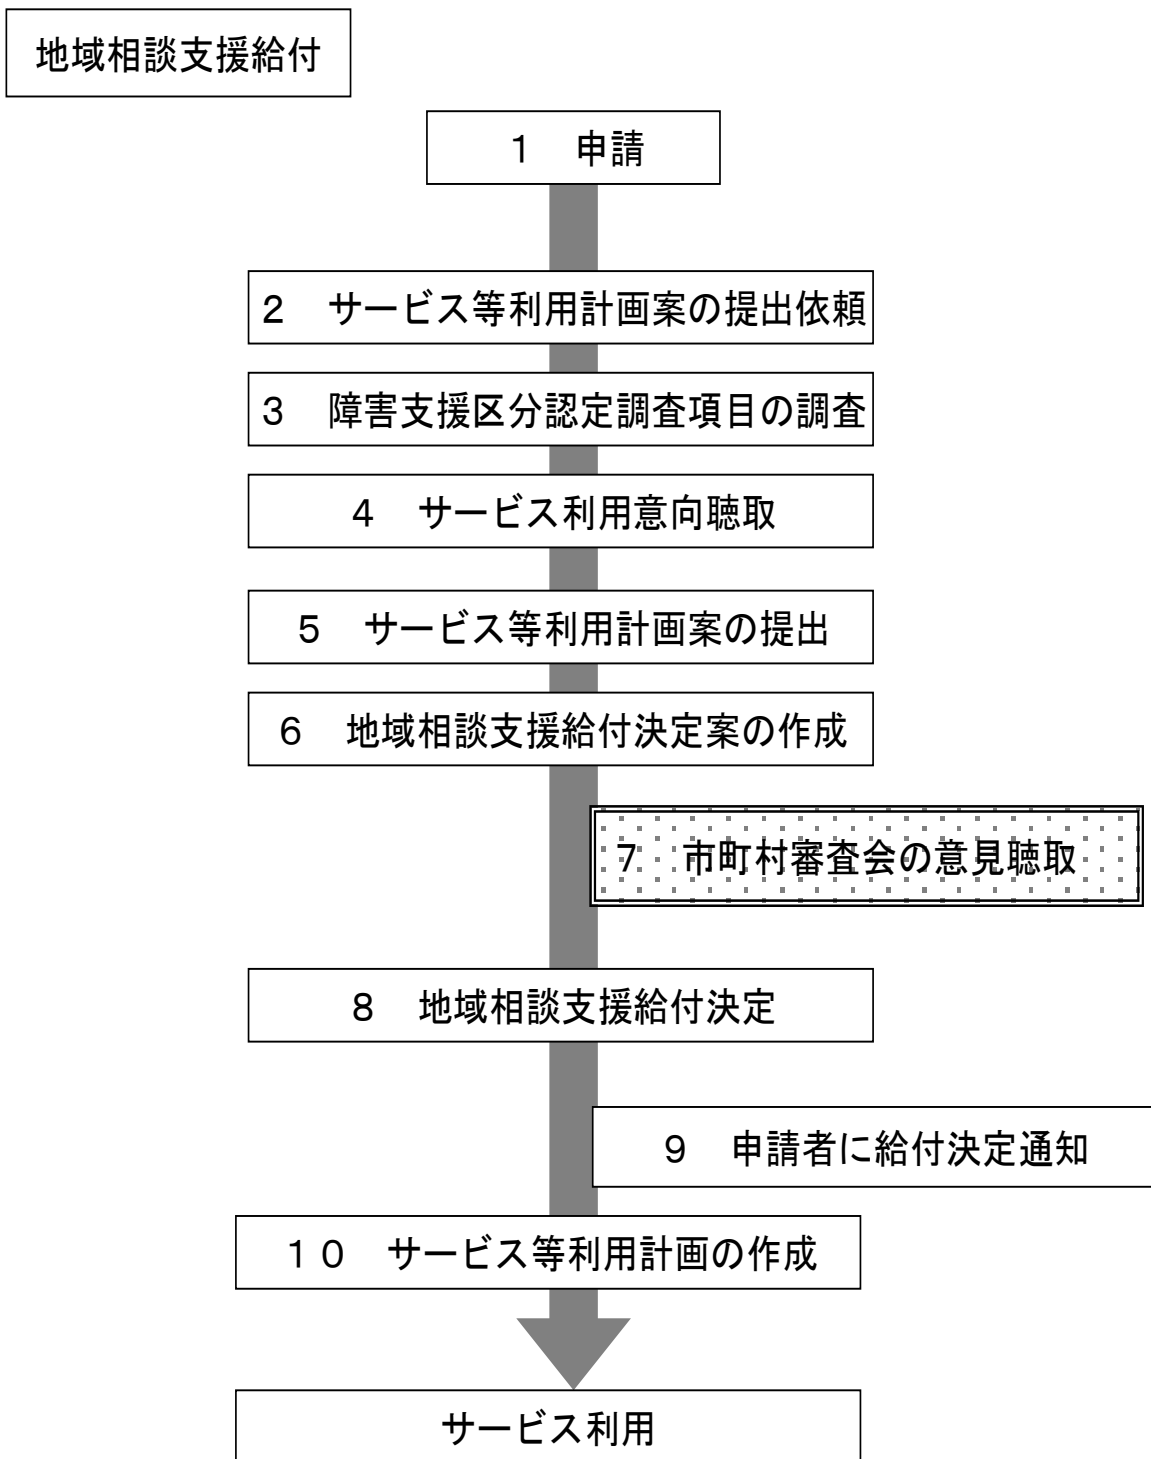 地域相談支援給付
１　申請
２　サービス等利用計画案の提出依頼
３　障害支援区分認定調査項目の調査
４　サービス利用意向聴取
５　サービス等利用計画案の提出
６　地域相談支援給付決定案の作成
７　市町村審査会の意見聴取
８　地域相談支援給付決定
９　申請者に給付決定通知
１０　サービス等利用計画の作成
サービス利用